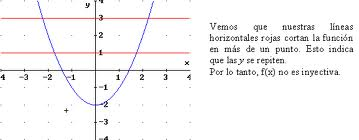 y
3
2
1
x
4 -3 -2 -1 1 2 3 4
-2
-3
-4
Vemos que nuestras líneas
horizontales rojas cortan la función
en más de un punto. Esto indica
que las y se repiten.
Por lo tanto, f(x) no es inyectiva.